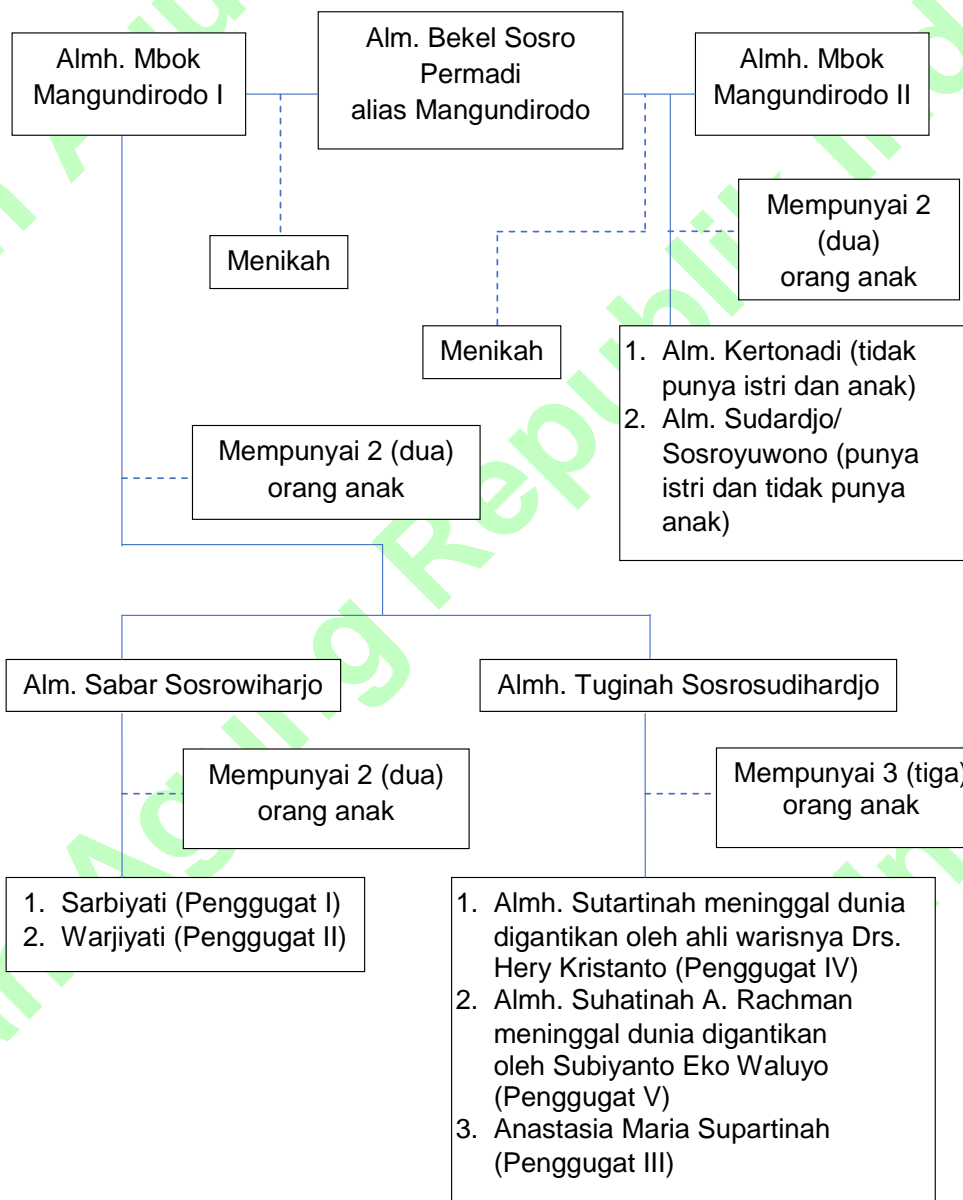 Almh. Mbok
Mangundirodo I
Alm. Bekel Sosro
Permadi
alias Mangundirodo
Almh. Mbok
Mangundirodo II
Mempunyai 2
(dua)
orang anak
Menikah
Menikah
1. Alm. Kertonadi (tidak
punya istri dan anak)
2. Alm. Sudardjo/
Sosroyuwono (punya
istri dan tidak punya
anak)
Mempunyai 2 (dua)
orang anak
Alm. Sabar Sosrowiharjo
Almh. Tuginah Sosrosudihardjo
Mempunyai 2 (dua)
orang anak
Mempunyai 3 (tiga)
orang anak
1. Sarbiyati (Penggugat I)
2. Warjiyati (Penggugat II)
1. Almh. Sutartinah meninggal dunia
digantikan oleh ahli warisnya Drs.
Hery Kristanto (Penggugat IV)
2. Almh. Suhatinah A. Rachman
meninggal dunia digantikan
oleh Subiyanto Eko Waluyo
(Penggugat V)
3. Anastasia Maria Supartinah
(Penggugat III)
Agung Republik Ind